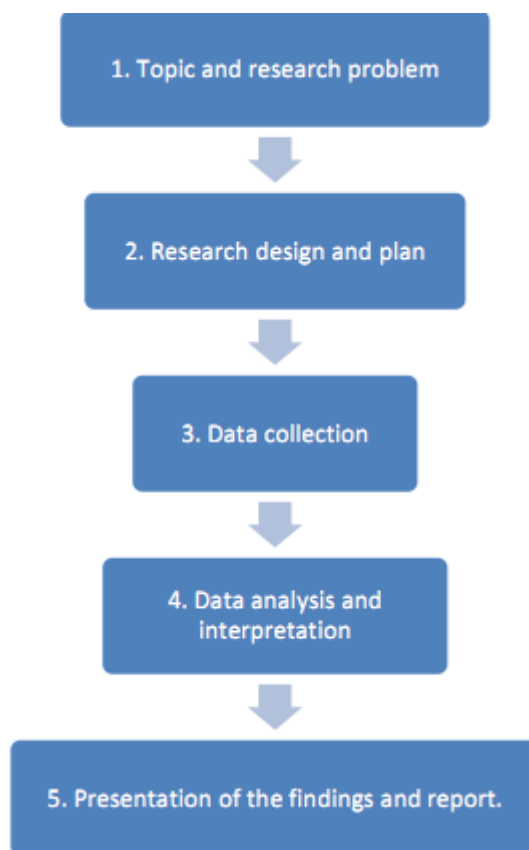 1. Topic and research problem
2. Research design and plan
3. Data collection
4. Data analysis and
interpretation
5. Presentation of the findings and report.